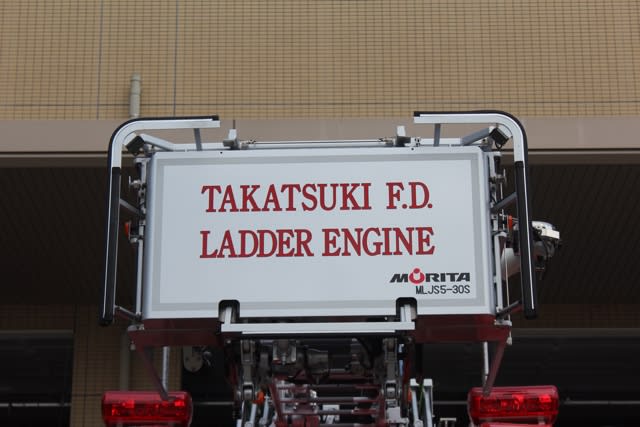 TAKATSUKI F.D.
LADDER ENGINE
MORITA
MLJS5-30S